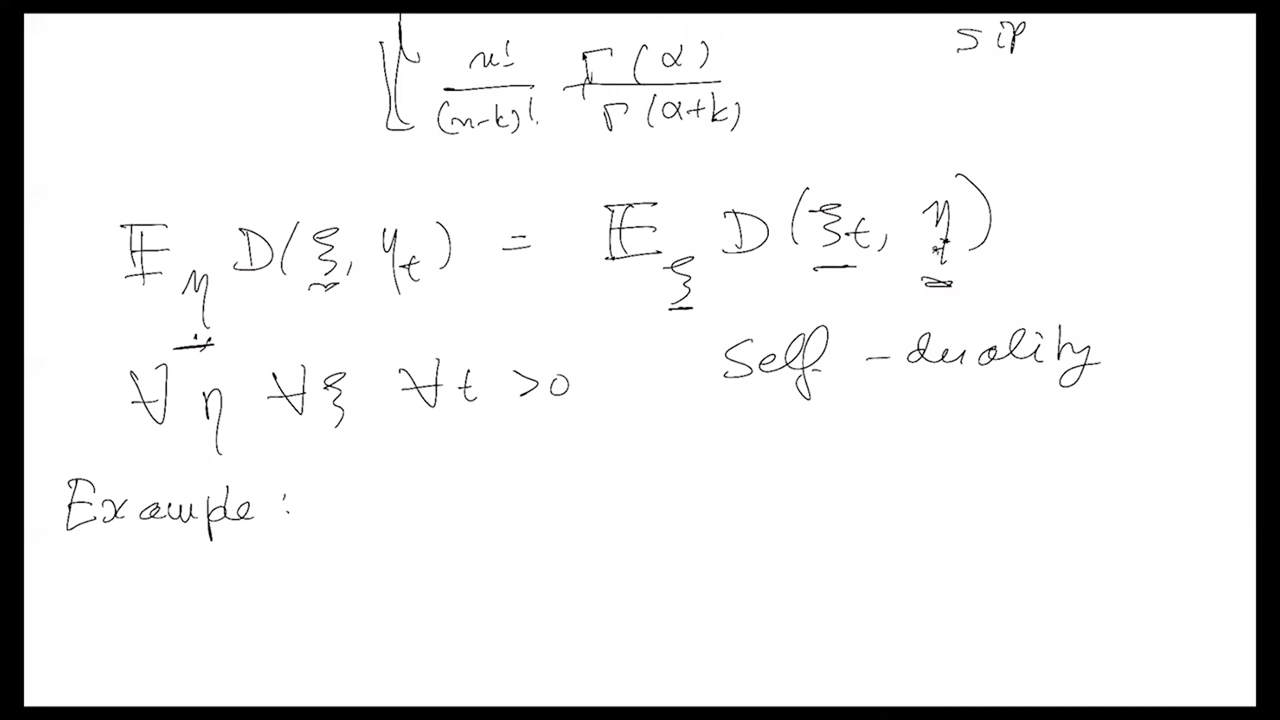 { n! / (n-k)! Γ(α) / Γ(α+k) sip
𝔼_η D(ξ, η_t) = 𝔼_ξ D(ξ_t, η)
∀η ∀ξ ∀t >0 Self-duality
Example :